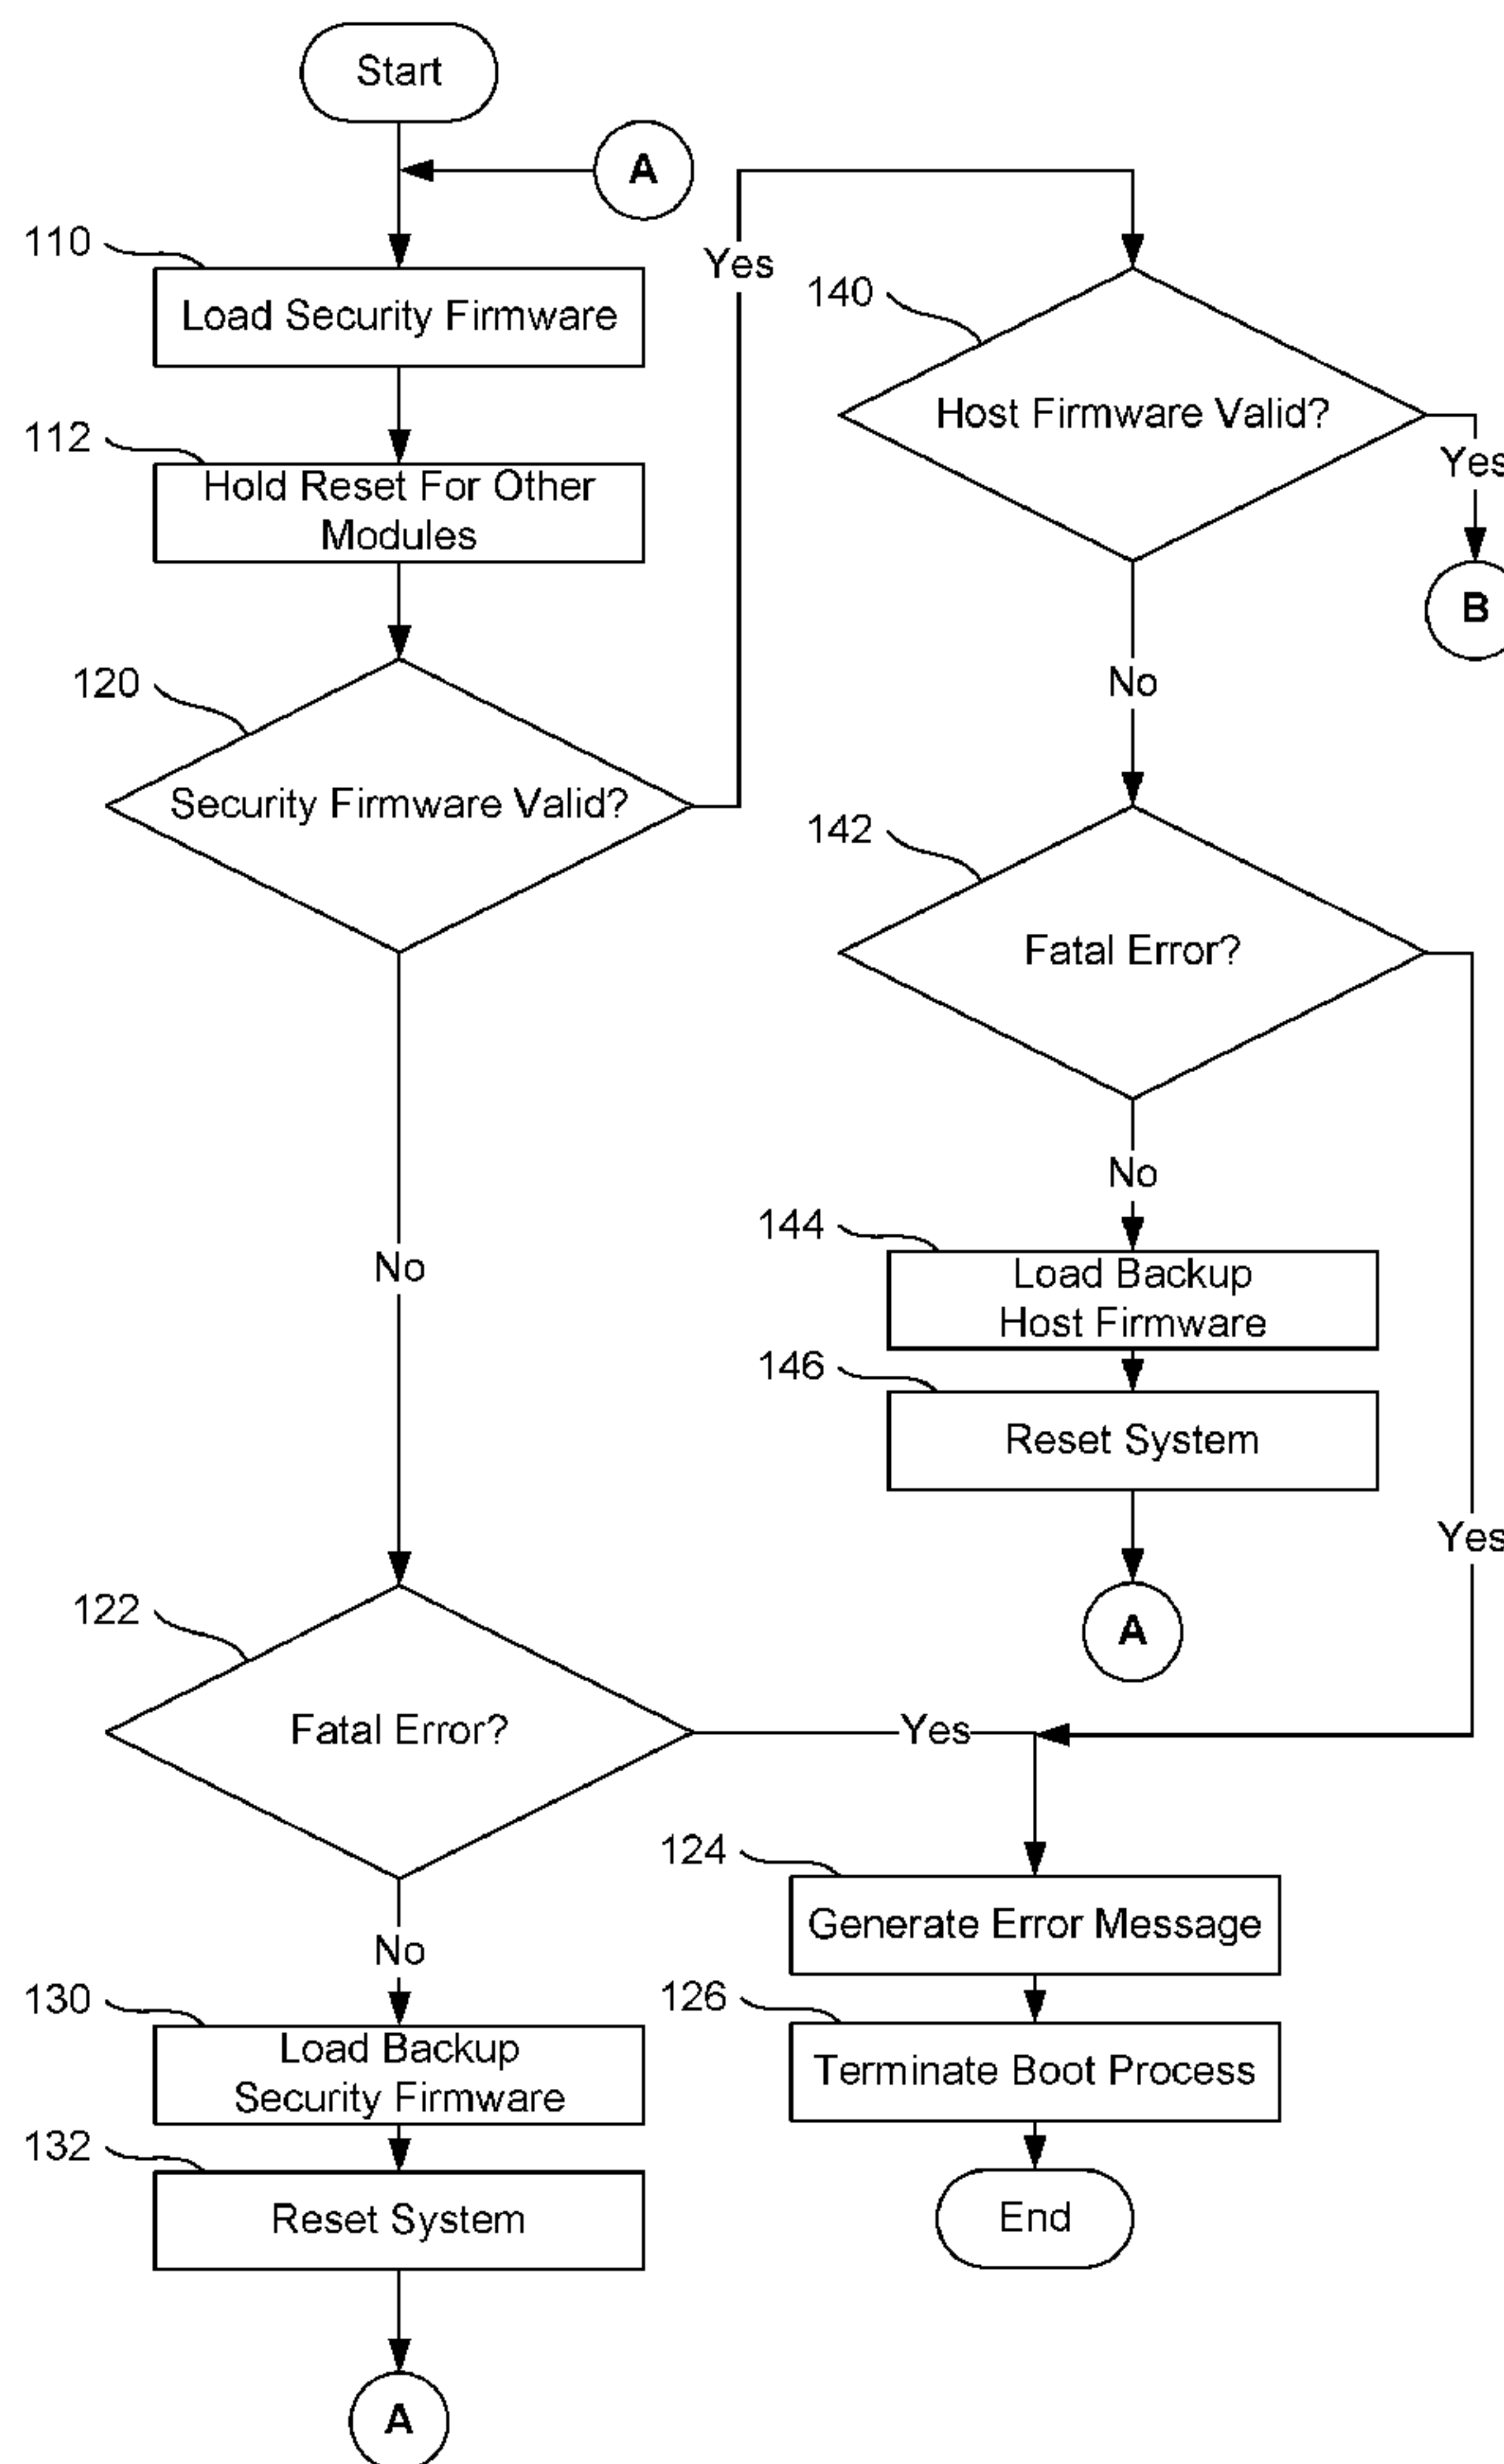 Start
A
110
Load Security Firmware
112
Hold Reset For Other
Modules
120
Security Firmware Valid?
Yes
140
Host Firmware Valid?
Yes
B
No
142
Fatal Error?
No
144
Load Backup
Host Firmware
146
Reset System
A
Yes
No
122
Fatal Error?
Yes
124
Generate Error Message
126
Terminate Boot Process
End
No
130
Load Backup
Security Firmware
132
Reset System
A